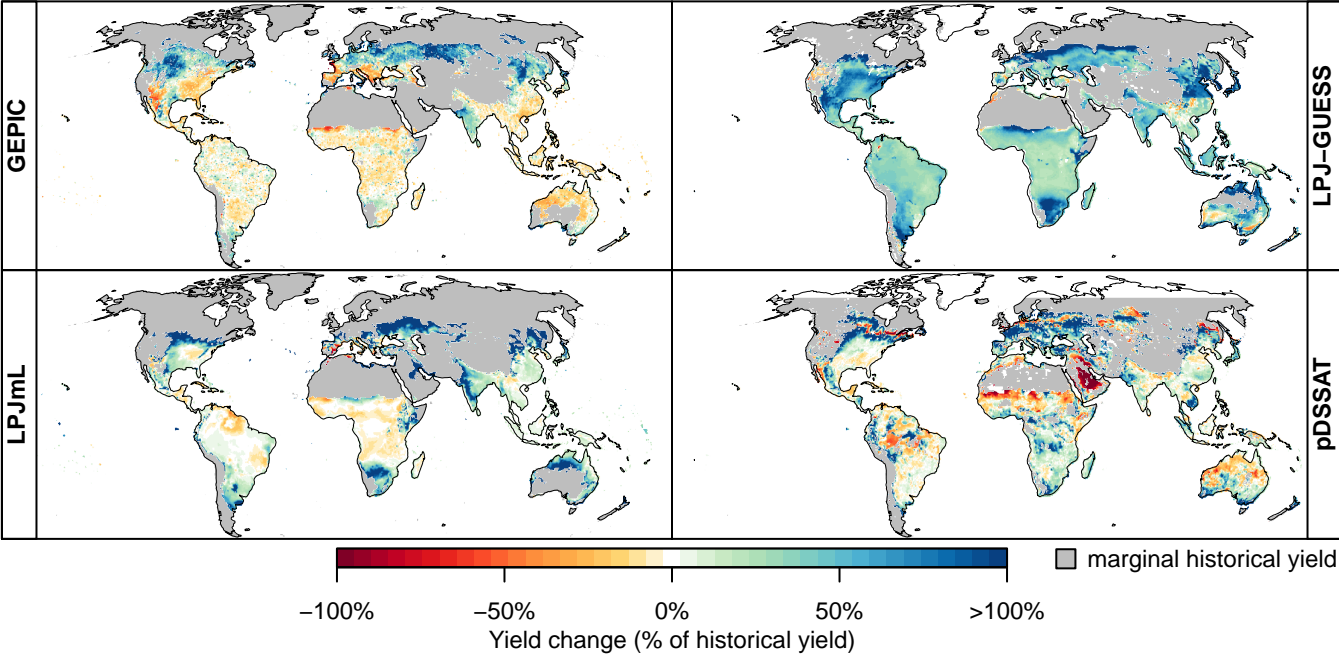 GEPIC
LPJ–GUESS
LPJmL
pDSSAT
−100% −50% 0% 50% >100%
Yield change (% of historical yield)
marginal historical yield